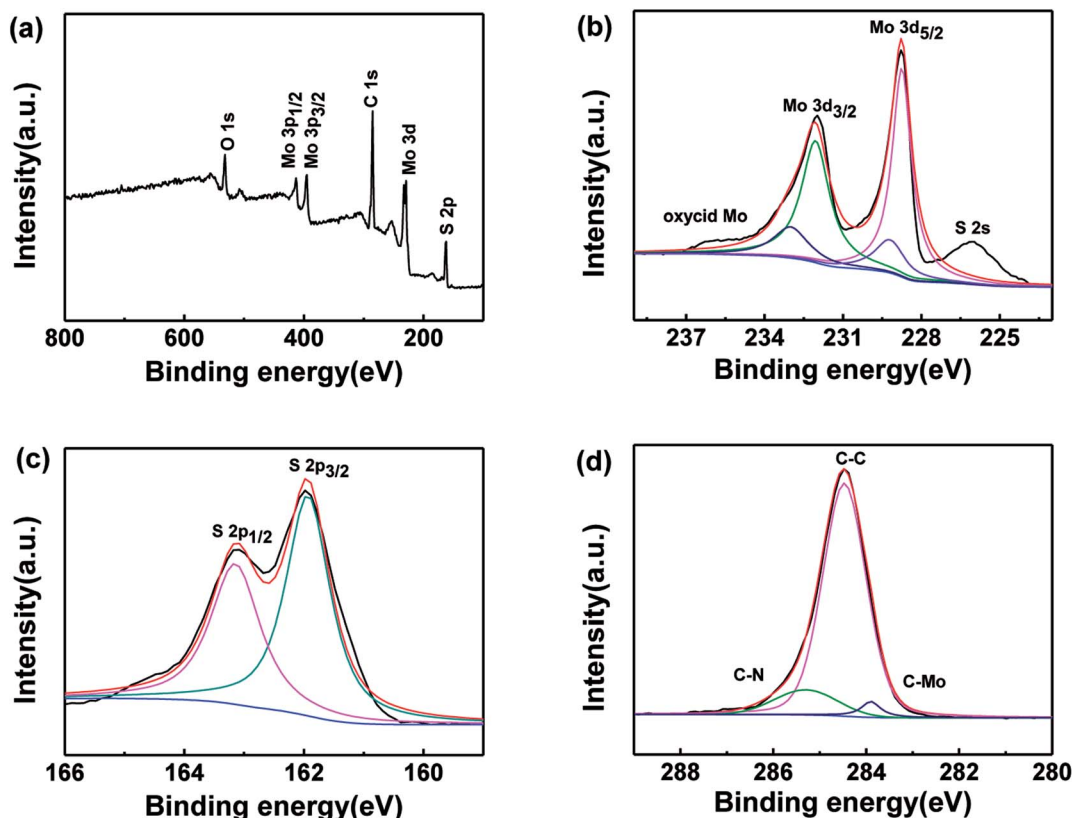 (a)
O 1s
Mo 3p1/2
Mo 3p3/2
C 1s
Mo 3d
S 2p
Intensity(a.u.)
800 600 400 200
Binding energy(eV)
(b)
Mo 3d5/2
Mo 3d3/2
oxycid Mo
S 2s
Intensity(a.u.)
237 234 231 228 225
Binding energy(eV)
(c)
S 2p3/2
S 2p1/2
Intensity(a.u.)
166 164 162 160
Binding energy(eV)
(d)
C-C
C-N
C-Mo
Intensity(a.u.)
288 286 284 282 280
Binding energy(eV)